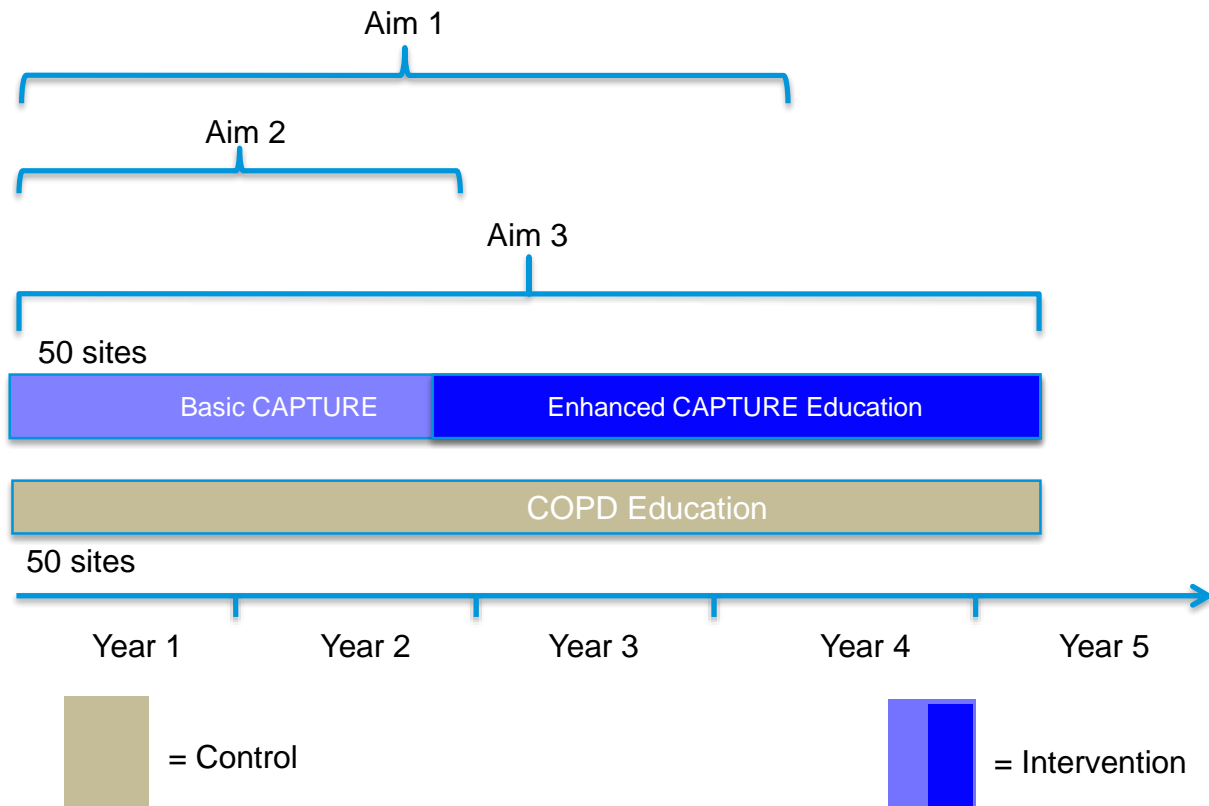 Aim 1
Aim 2
Aim 3
50 sites
Basic CAPTURE
Enhanced CAPTURE Education
COPD Education
50 sites
Year 1
Year 2
Year 3
Year 4
Year 5
= Control
= Intervention